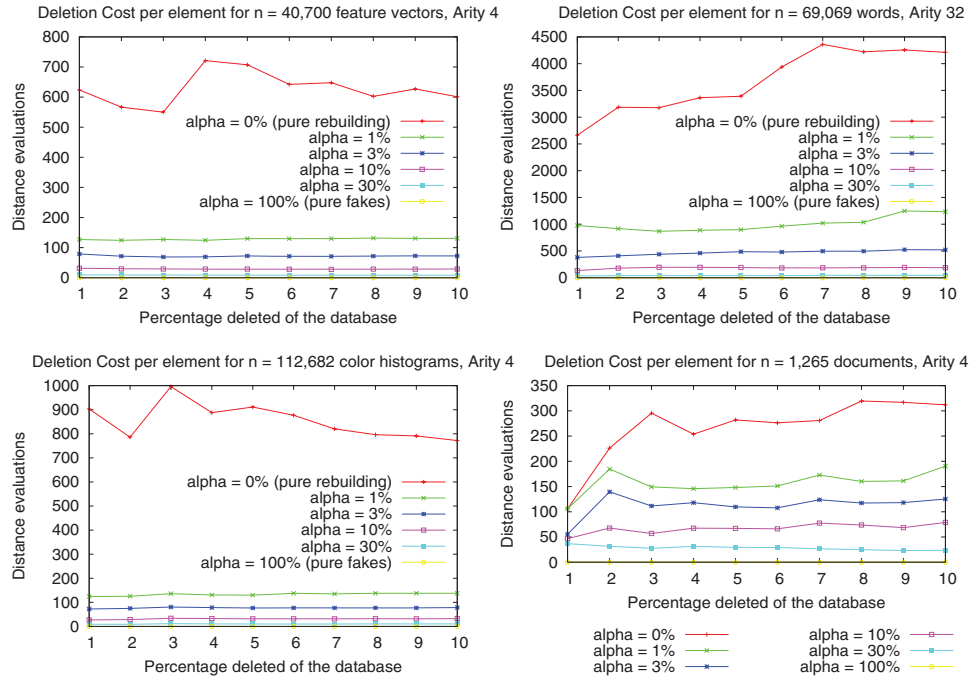 Deletion Cost per element for n = 40,700 feature vectors, Arity 4
Distance evaluations
800
700
600
500
400
300
200
100
0
alpha = 0% (pure rebuilding)
alpha = 1%
alpha = 3%
alpha = 10%
alpha = 30%
alpha = 100% (pure fakes)
1 2 3 4 5 6 7 8 9 10
Percentage deleted of the database
Deletion Cost per element for n = 69,069 words, Arity 32
Distance evaluations
4500
4000
3500
3000
2500
2000
1500
1000
500
0
alpha = 0% (pure rebuilding)
alpha = 1%
alpha = 3%
alpha = 10%
alpha = 30%
alpha = 100% (pure fakes)
1 2 3 4 5 6 7 8 9 10
Percentage deleted of the database
Deletion Cost per element for n = 112,682 color histograms, Arity 4
Distance evaluations
1000
900
800
700
600
500
400
300
200
100
0
alpha = 0% (pure rebuilding)
alpha = 1%
alpha = 3%
alpha = 10%
alpha = 30%
alpha = 100% (pure fakes)
1 2 3 4 5 6 7 8 9 10
Percentage deleted of the database
Deletion Cost per element for n = 1,265 documents, Arity 4
Distance evaluations
350
300
250
200
150
100
50
0
1 2 3 4 5 6 7 8 9 10
Percentage deleted of the database
alpha = 0%
alpha = 1%
alpha = 3%
alpha = 10%
alpha = 30%
alpha = 100%